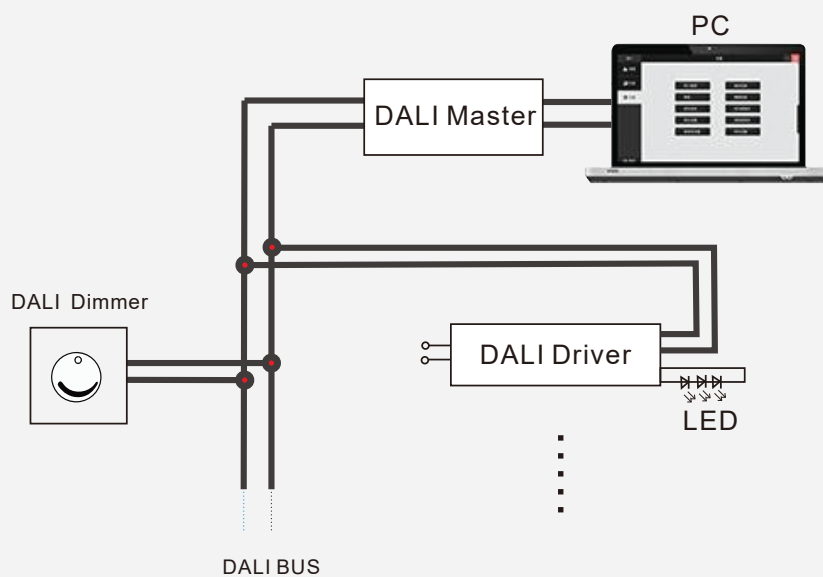 PC
DALI Master
DALI Dimmer
DALI Driver
LED
DALI BUS